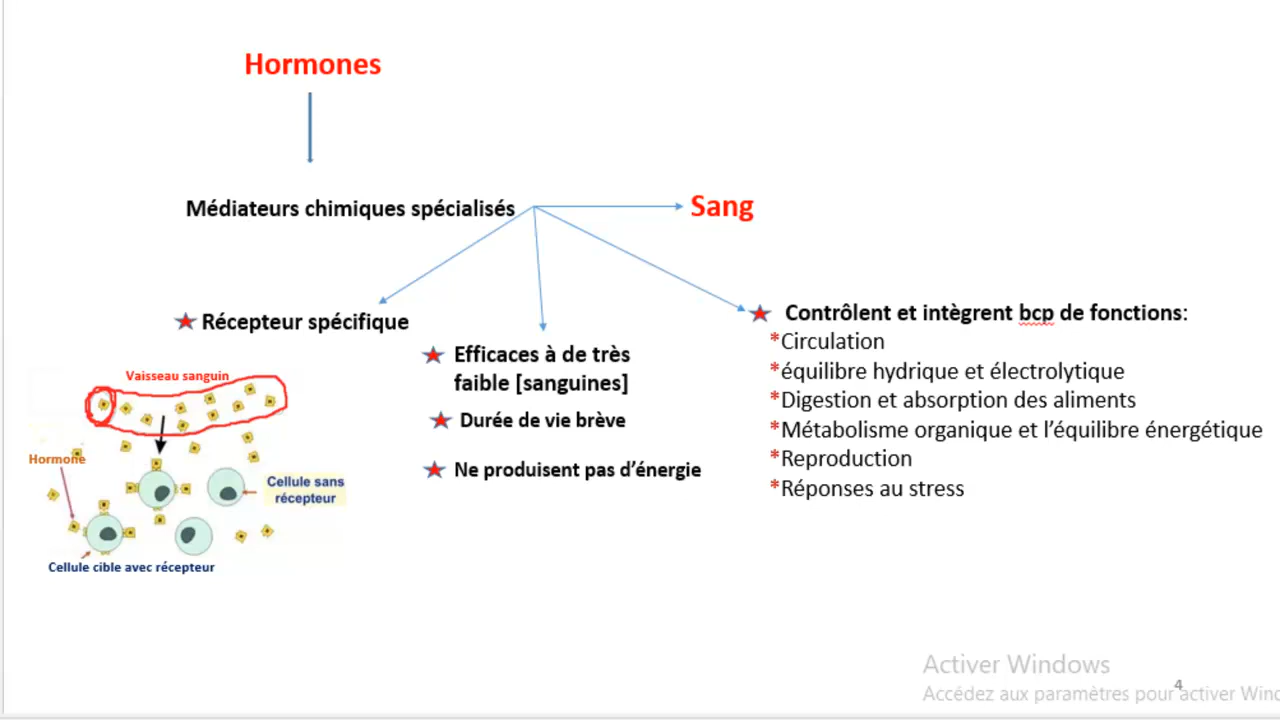 Hormones
Médiateurs chimiques spécialisés
Sang
★ Récepteur spécifique
★ Efficaces à de très
faible [sanguines]
★ Durée de vie brève
★ Ne produisent pas d’énergie
★ Contrôlent et intègrent bcp de fonctions:
*Circulation
*équilibre hydrique et électrolytique
*Digestion et absorption des aliments
*Métabolisme organique et l’équilibre énergétique
*Reproduction
*Réponses au stress
Vaisseau sanguin
Hormone
Cellule sans
récepteur
Cellule cible avec récepteur
Activer Windows
Accédez aux paramètres pour activer Wind
4